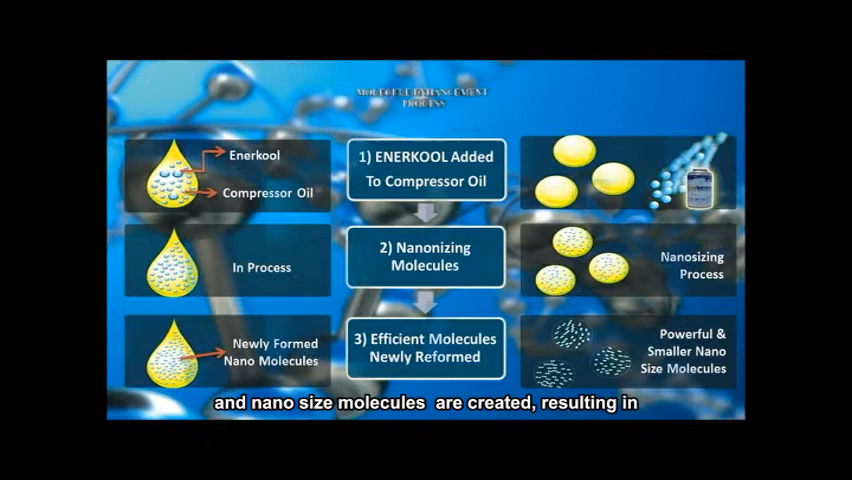 MOLECULE ENHANCEMENT
PROCESS
Enerkool
Compressor Oil
1) ENERKOOL Added
To Compressor Oil
In Process
2) Nanonizing
Molecules
Nanosizing
Process
Newly Formed
Nano Molecules
3) Efficient Molecules
Newly Reformed
Powerful &
Smaller Nano
Size Molecules
and nano size molecules are created, resulting in